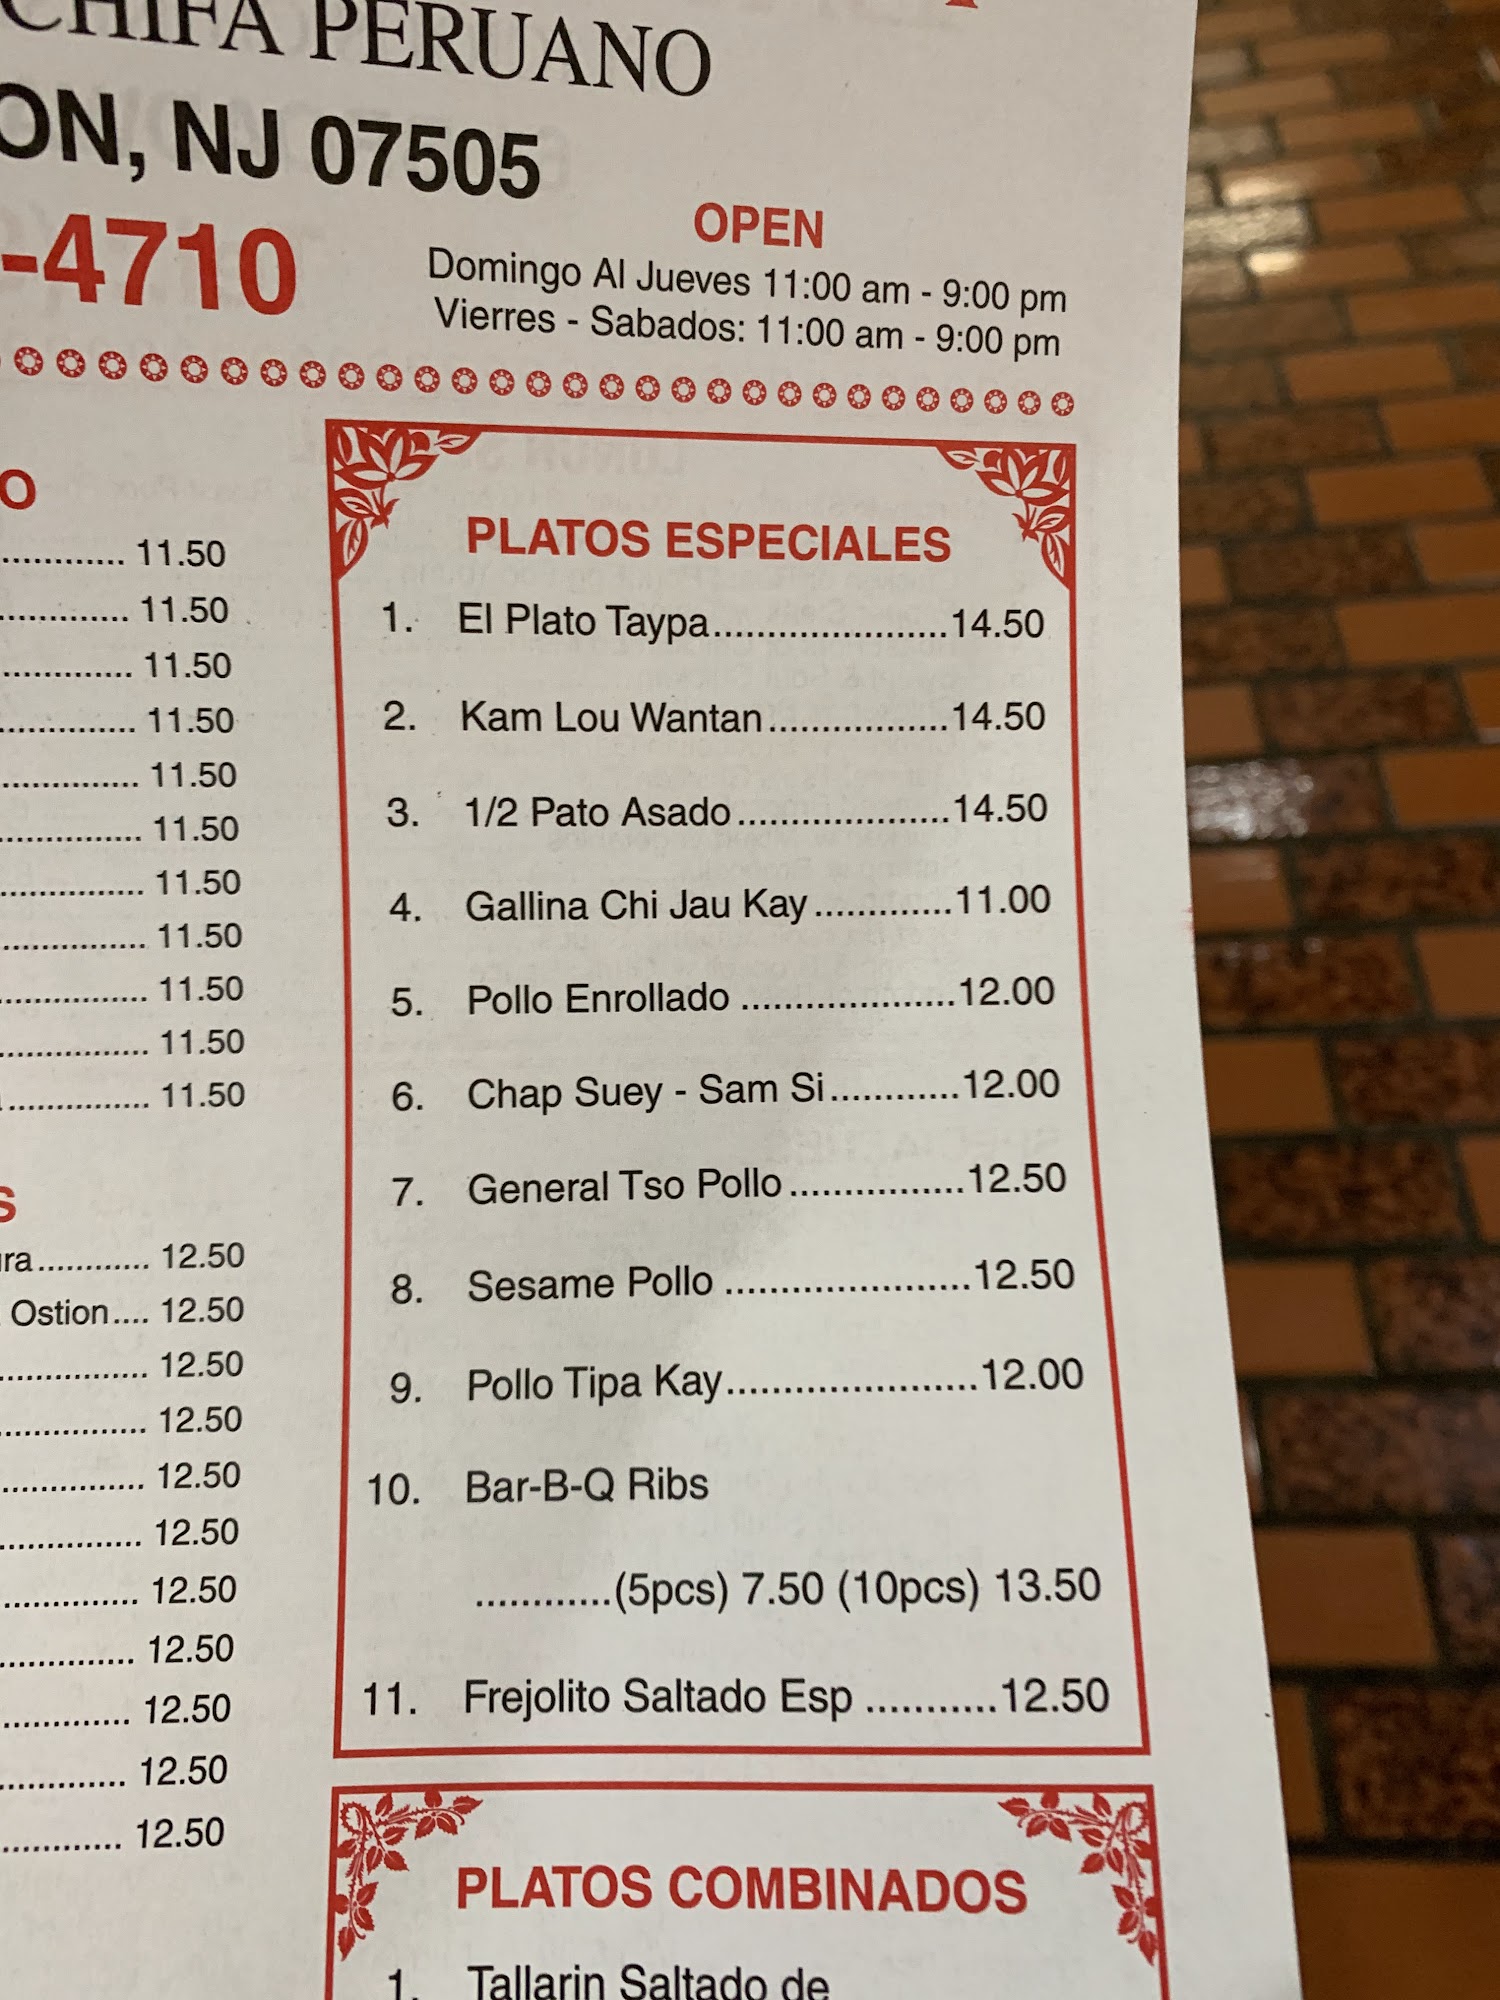 CHIFA PERUANO
ON, NJ 07505
-4710
OPEN
Domingo Al Jueves 11:00 am - 9:00 pm
Vierres - Sabados: 11:00 am - 9:00 pm
O
............ 11.50
............. 11.50
............. 11.50
............. 11.50
............. 11.50
............. 11.50
............. 11.50
.............. 11.50
.............. 11.50
.............. 11.50
.............. 11.50
S
ura........... 12.50
Ostion.... 12.50
.............. 12.50
.............. 12.50
.............. 12.50
.............. 12.50
............. 12.50
............. 12.50
............. 12.50
............. 12.50
............ 12.50
PLATOS ESPECIALES
1. El Plato Taypa.....................14.50
2. Kam Lou Wantan................14.50
3. 1/2 Pato Asado...................14.50
4. Gallina Chi Jau Kay.............11.00
5. Pollo Enrollado ...................12.00
6. Chap Suey - Sam Si............12.00
7. General Tso Pollo................12.50
8. Sesame Pollo ......................12.50
9. Pollo Tipa Kay.......................12.00
10. Bar-B-Q Ribs
............(5pcs) 7.50 (10pcs) 13.50
11. Frejolito Saltado Esp ...........12.50
PLATOS COMBINADOS
1. Tallarin Saltado de